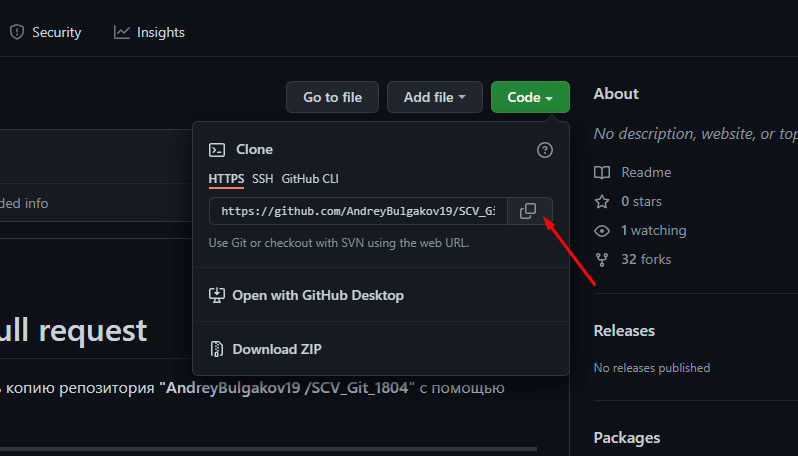 Security
Insights
Go to file
Add file
Code
About
No description, website, or top
Clone
HTTPS SSH GitHub CLI
Readme
ded info
https://github.com/AndreyBulgakov19/SCV_Gi
0 stars
1 watching
Use Git or checkout with SVN using the web URL.
32 forks
Open with GitHub Desktop
ull request
Releases
Download ZIP
No releases published
ь копию репозитория "AndreyBulgakov19 /SCV_Git_1804" с помощью
Packages